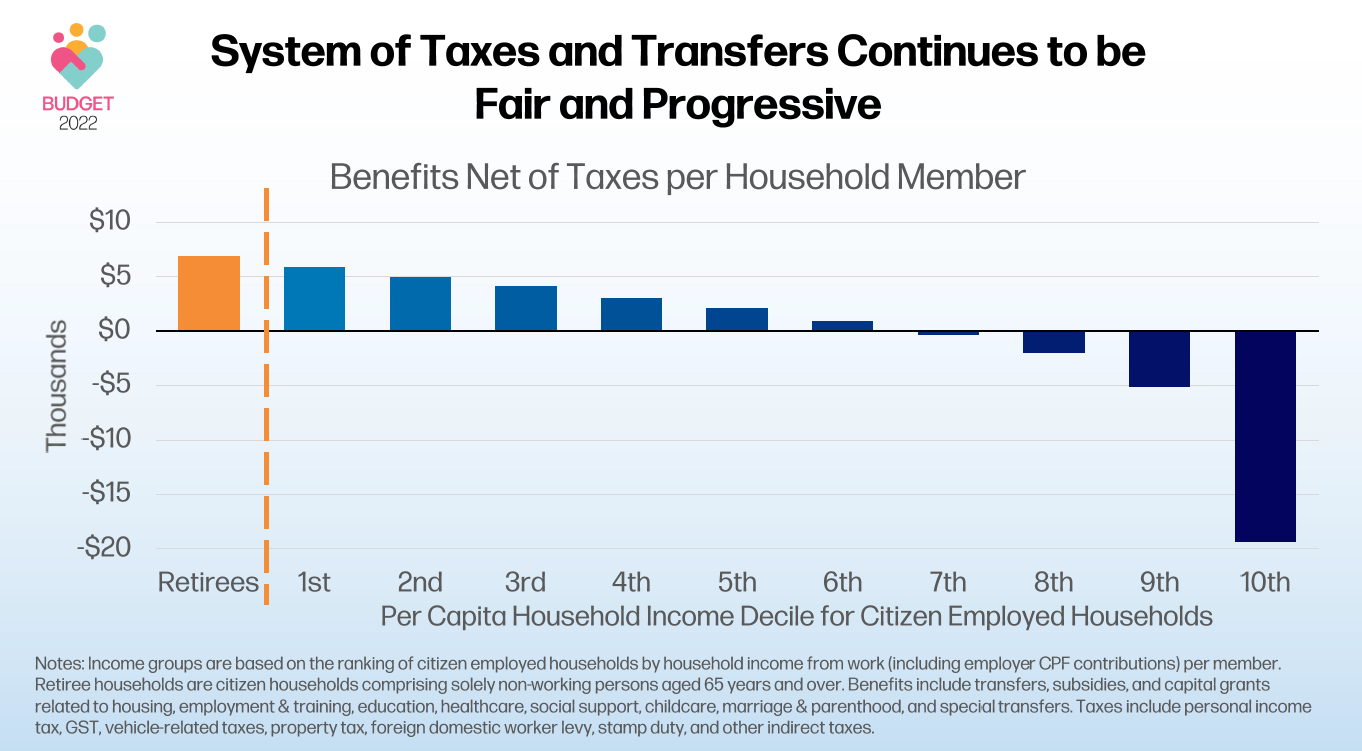 System of Taxes and Transfers Continues to be
Fair and Progressive
BUDGET
2022
Benefits Net of Taxes per Household Member
$10
$5
$0
-$5
-$10
-$15
-$20
Thousands
Retirees 1st 2nd 3rd 4th 5th 6th 7th 8th 9th 10th
Per Capita Household Income Decile for Citizen Employed Households
Notes: Income groups are based on the ranking of citizen employed households by household income from work (including employer CPF contributions) per member.
Retiree households are citizen households comprising solely non-working persons aged 65 years and over. Benefits include transfers, subsidies, and capital grants
related to housing, employment & training, education, healthcare, social support, childcare, marriage & parenthood, and special transfers. Taxes include personal income
tax, GST, vehicle-related taxes, property tax, foreign domestic worker levy, stamp duty, and other indirect taxes.